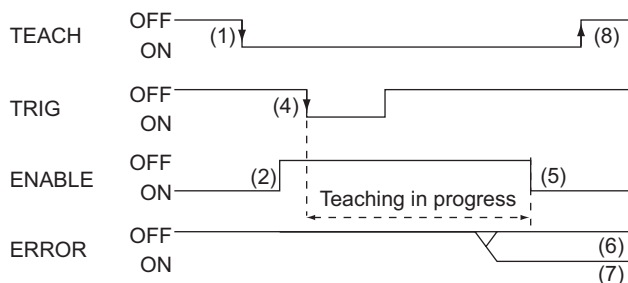 TEACH OFF (1) (8)
ON
TRIG OFF (4)
ON
ENABLE OFF (2) (5)
ON Teaching in progress
ERROR OFF (6)
ON (7)